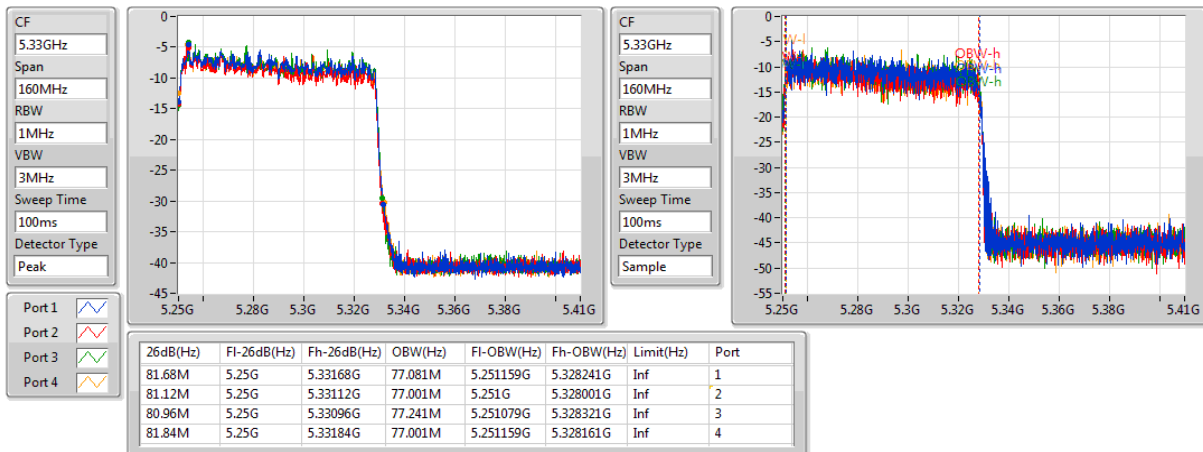 CF
5.33GHz
Span
160MHz
RBW
1MHz
VBW
3MHz
Sweep Time
100ms
Detector Type
Peak
0
-5
-10
-15
-20
-25
-30
-35
-40
-45
5.25G 5.28G 5.3G 5.32G 5.34G 5.36G 5.38G 5.41G
CF
5.33GHz
Span
160MHz
RBW
1MHz
VBW
3MHz
Sweep Time
100ms
Detector Type
Sample
0
-5
-10
-15
-20
-25
-30
-35
-40
-45
-50
-55
OBW-h
OBW-h
OBW-h
5.25G 5.28G 5.3G 5.32G 5.34G 5.36G 5.38G 5.41G
Port 1
Port 2
Port 3
Port 4
26dB(Hz) Fl-26dB(Hz) Fh-26dB(Hz) OBW(Hz) Fl-OBW(Hz) Fh-OBW(Hz) Limit(Hz) Port
81.68M 5.25G 5.33168G 77.081M 5.251159G 5.328241G Inf 1
81.12M 5.25G 5.33112G 77.001M 5.251G 5.328001G Inf 2
80.96M 5.25G 5.33096G 77.241M 5.251079G 5.328321G Inf 3
81.84M 5.25G 5.33184G 77.001M 5.251159G 5.328161G Inf 4